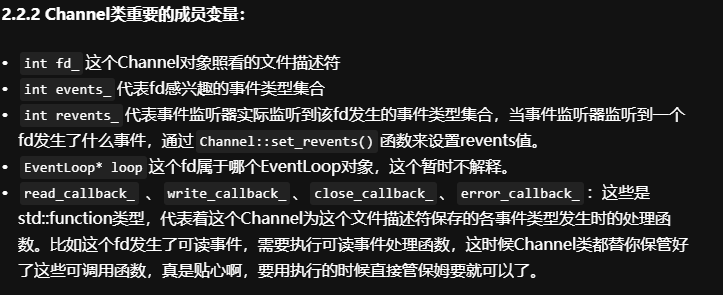 2.2.2 Channel类重要的成员变量：
• int fd_ 这个Channel对象照看的文件描述符
• int events_ 代表fd感兴趣的事件类型集合
• int revents_ 代表事件监听器实际监听到该fd发生的事件类型集合，当事件监听器监听到一个
fd发生了什么事件，通过 Channel::set_revents() 函数来设置revents值。
• EventLoop* loop 这个fd属于哪个EventLoop对象，这个暂时不解释。
• read_callback_ 、write_callback_、close_callback_、error_callback_：这些是
std::function类型，代表着这个Channel为这个文件描述符保存的各事件类型发生时的处理函
数。比如这个fd发生了可读事件，需要执行可读事件处理函数，这时候Channel类都替你保管好
了这些可调用函数，真是贴心啊，要用执行的时候直接管保姆要就可以了。